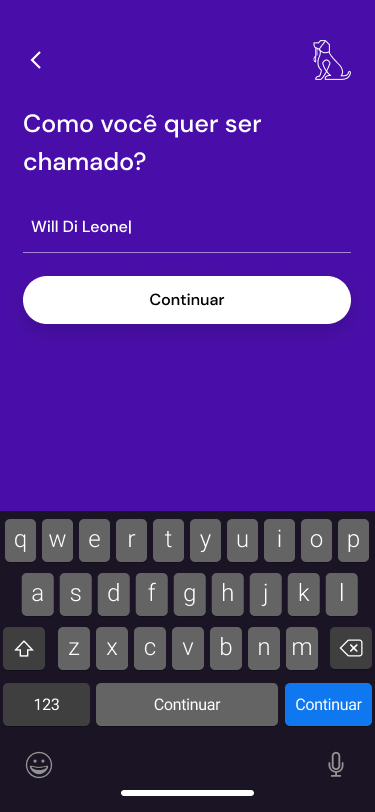 Como você quer ser
chamado?
Will Di Leone
Continuar
q w e r t y u i o p
a s d f g h j k l
z x c v b n m
123 Continuar Continuar